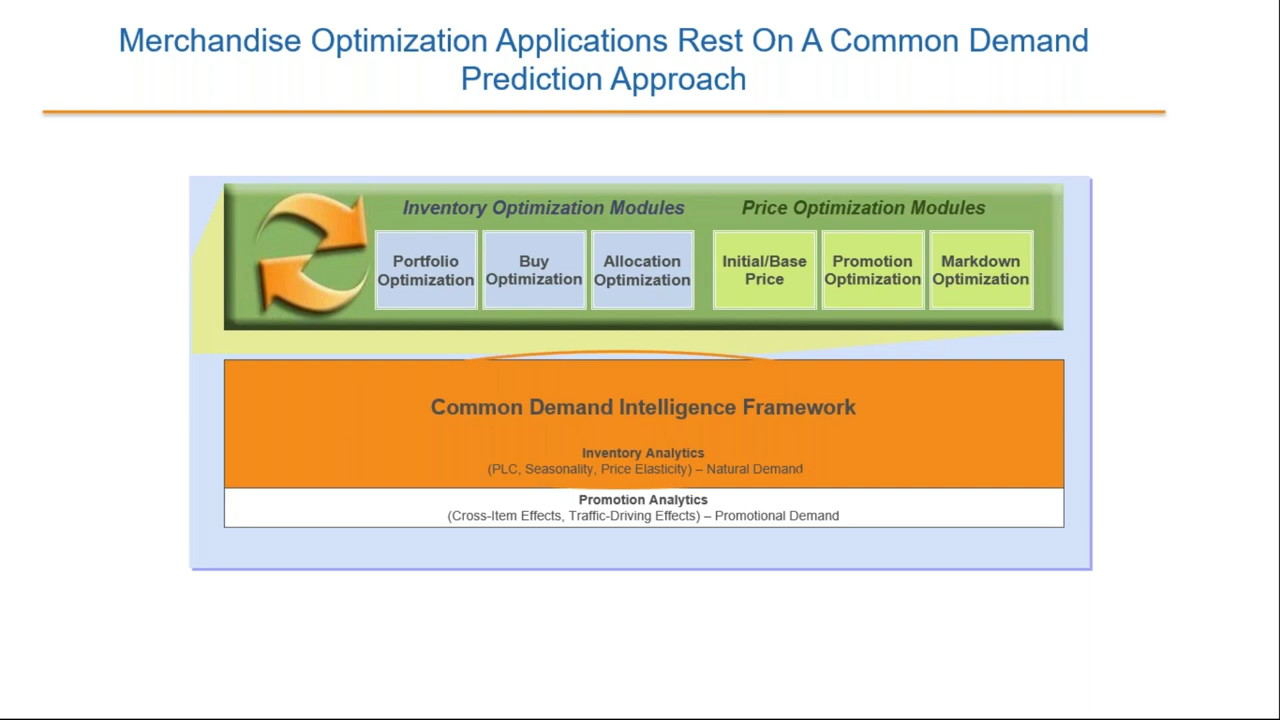 Merchandise Optimization Applications Rest On A Common Demand
Prediction Approach
Inventory Optimization Modules
Price Optimization Modules
Portfolio
Optimization
Buy
Optimization
Allocation
Optimization
Initial/Base
Price
Promotion
Optimization
Markdown
Optimization
Common Demand Intelligence Framework
Inventory Analytics
(PLC, Seasonality, Price Elasticity) – Natural Demand
Promotion Analytics
(Cross-Item Effects, Traffic-Driving Effects) – Promotional Demand